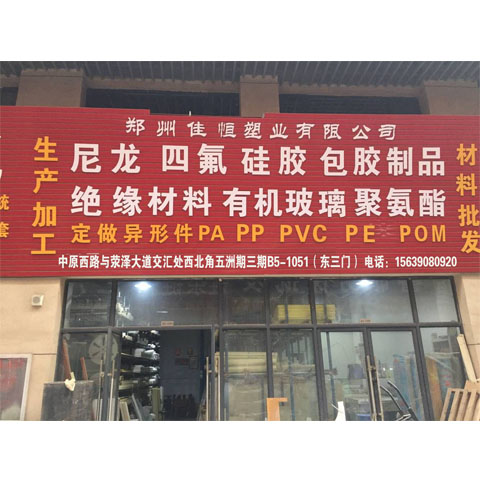 郑州佳恒塑业有限公司
生产加工
尼龙 四氟 硅胶 包胶制品
绝缘材料 有机玻璃 聚氨酯
定做异形件PA PP PVC PE POM
材料批发
中原西路与荥泽大道交汇处西北角五洲期三期B5-1051（东三门）电话：15639080920